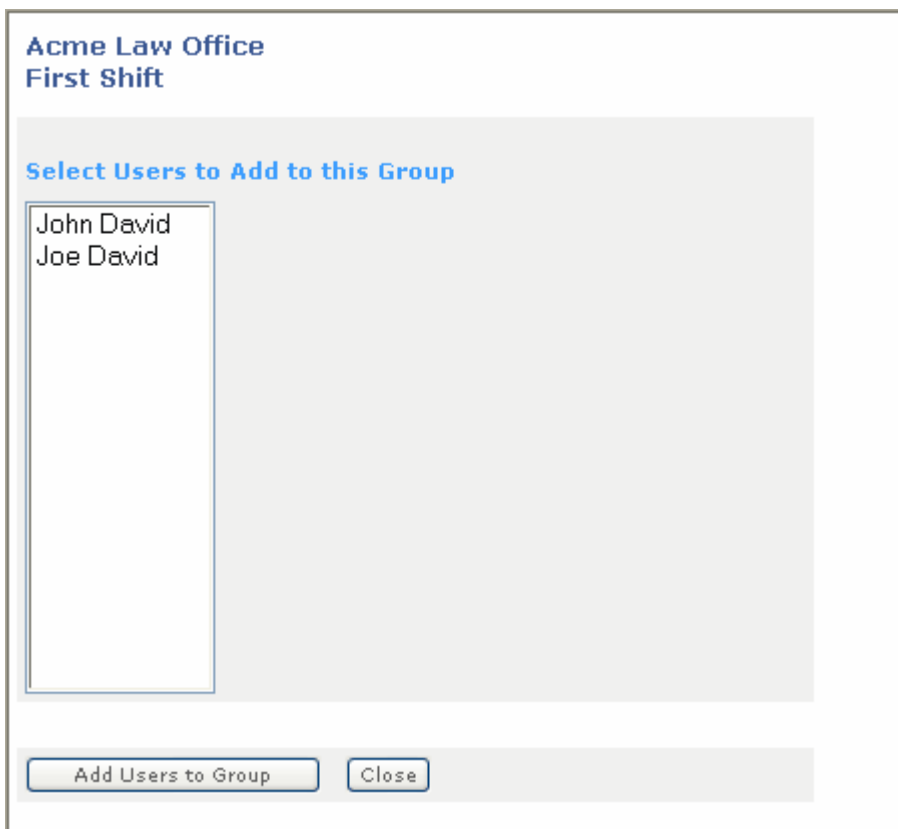 Acme Law Office
First Shift
Select Users to Add to this Group
John David
Joe David
Add Users to Group Close